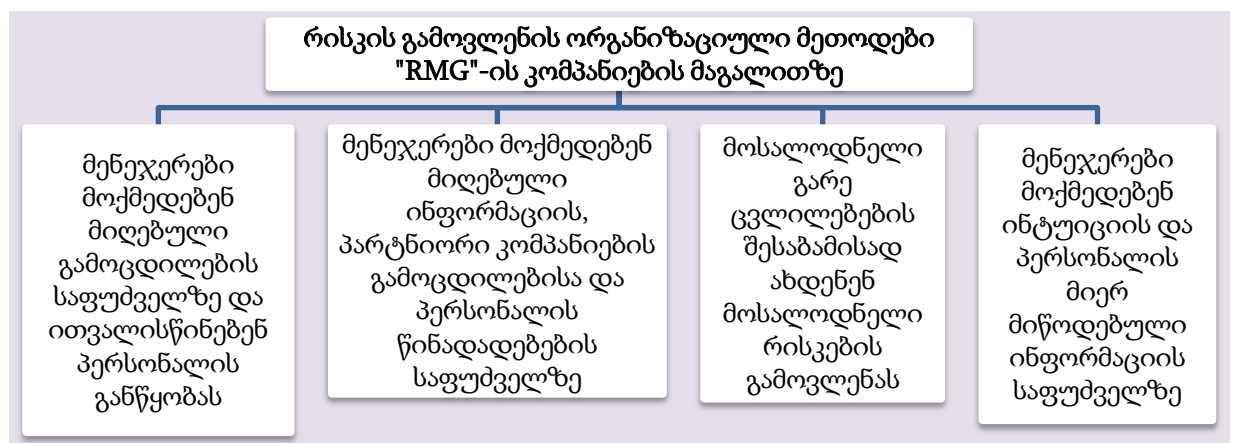 რისკის გამოვლენის ორგანიზაციული მეთოდები
"RMG"-ის კომპანიების მაგალითზე
მენეჯერები
მოქმედებენ
მიღებული
გამოცდილების
საფუძველზე და
ითვალისწინებენ
პერსონალის
განწყობას
მენეჯერები მოქმედებენ
მიღებული
ინფორმაციის,
პარტნიორი კომპანიების
გამოცდილებისა და
პერსონალის
წინადადებების
საფუძველზე
მოსალოდნელი
გარე
ცვლილებების
შესაბამისად
ახდენენ
მოსალოდნელი
რისკების
გამოვლენას
მენეჯერები
მოქმედებენ
ინტუიციის და
პერსონალის
მიერ
მიწოდებული
ინფორმაციის
საფუძველზე